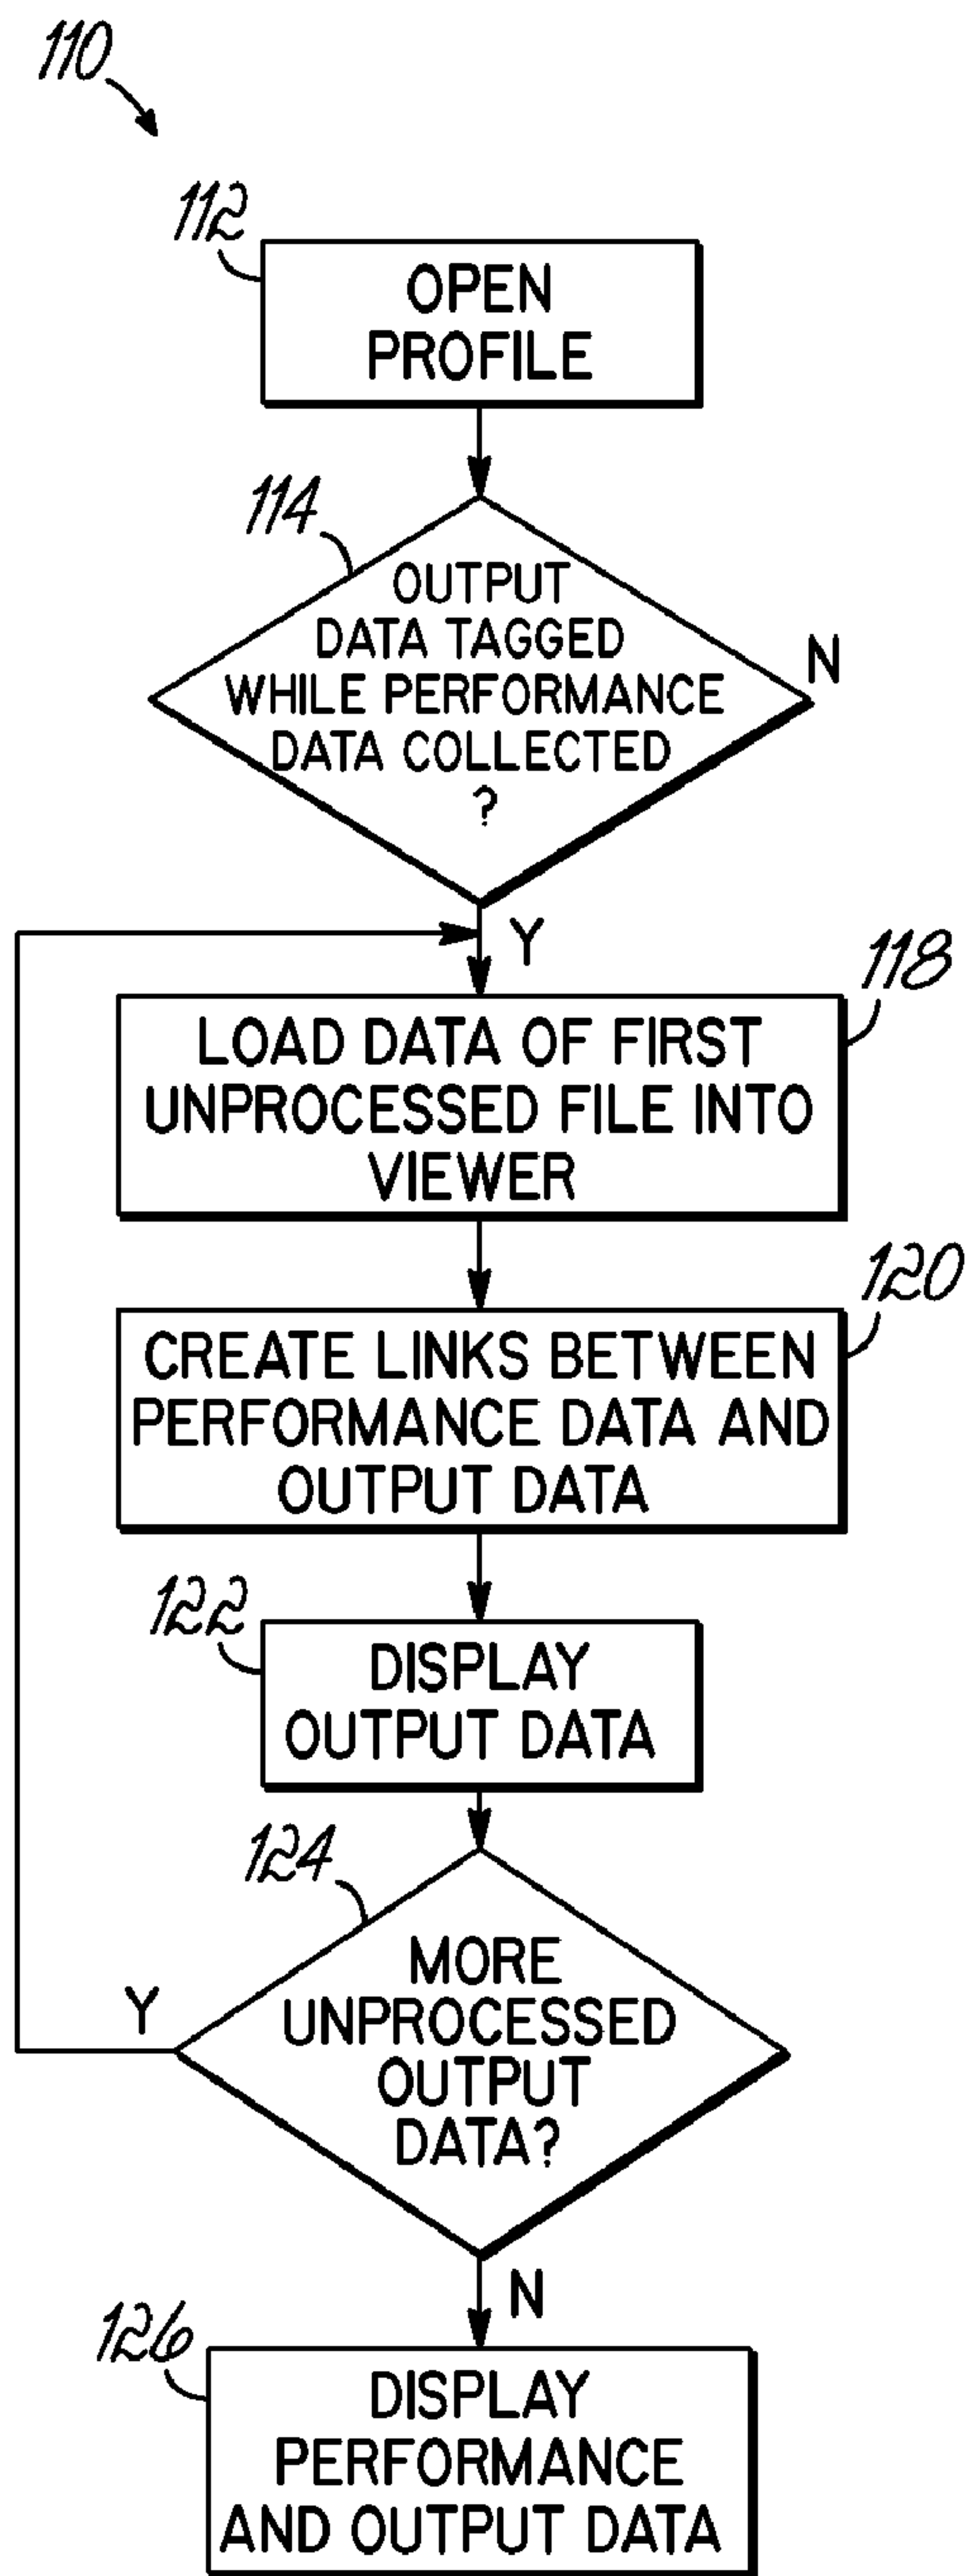 110
112
OPEN
PROFILE
114
OUTPUT
DATA TAGGED
WHILE PERFORMANCE
DATA COLLECTED
?
N
Y
118
LOAD DATA OF FIRST
UNPROCESSED FILE INTO
VIEWER
120
CREATE LINKS BETWEEN
PERFORMANCE DATA AND
OUTPUT DATA
122
DISPLAY
OUTPUT DATA
124
MORE
UNPROCESSED
OUTPUT
DATA?
Y
N
126
DISPLAY
PERFORMANCE
AND OUTPUT DATA